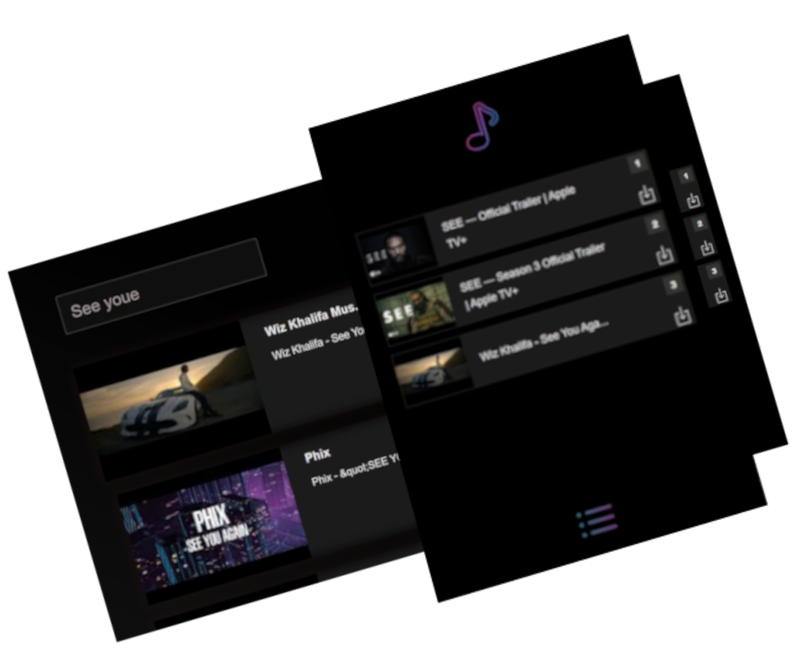 See youe
Wiz Khalifa Mus.
Wiz Khalifa - See Yo
Phix
Phix - &quot;SEE Y
PHIX
SEE YOU AGAIN
1
SEE — Official Trailer | Apple
TV+
SEE
2
SEE — Season 3 Official Trailer
| Apple TV+
SEE
3
Wiz Khalifa - See You Aga...
1
2
3